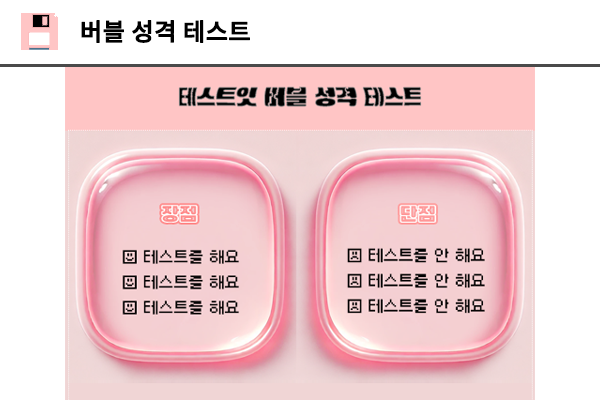 버블 성격 테스트
테스트잇 버블 성격 테스트
장점
테스트를 해요
테스트를 해요
테스트를 해요
단점
테스트를 안 해요
테스트를 안 해요
테스트를 안 해요